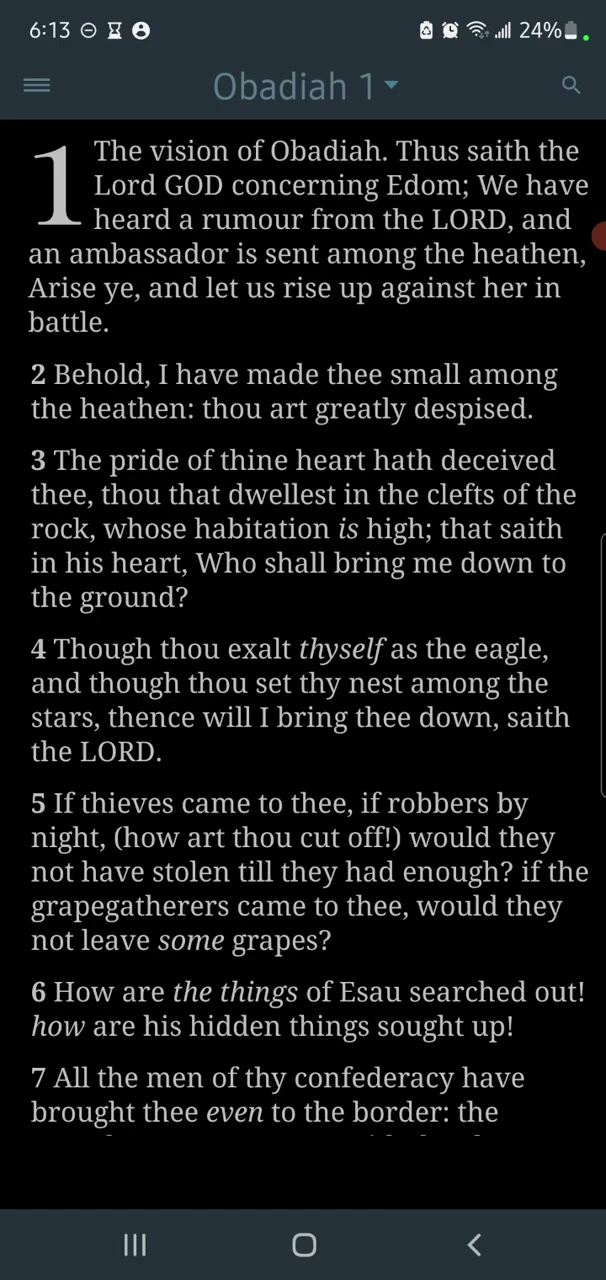 6:13
24%
Obadiah 1
1 The vision of Obadiah. Thus saith the
Lord GOD concerning Edom; We have
heard a rumour from the LORD, and
an ambassador is sent among the heathen,
Arise ye, and let us rise up against her in
battle.
2 Behold, I have made thee small among
the heathen: thou art greatly despised.
3 The pride of thine heart hath deceived
thee, thou that dwellest in the clefts of the
rock, whose habitation is high; that saith
in his heart, Who shall bring me down to
the ground?
4 Though thou exalt thyself as the eagle,
and though thou set thy nest among the
stars, thence will I bring thee down, saith
the LORD.
5 If thieves came to thee, if robbers by
night, (how art thou cut off!) would they
not have stolen till they had enough? if the
grapegatherers came to thee, would they
not leave some grapes?
6 How are the things of Esau searched out!
how are his hidden things sought up!
7 All the men of thy confederacy have
brought thee even to the border: the